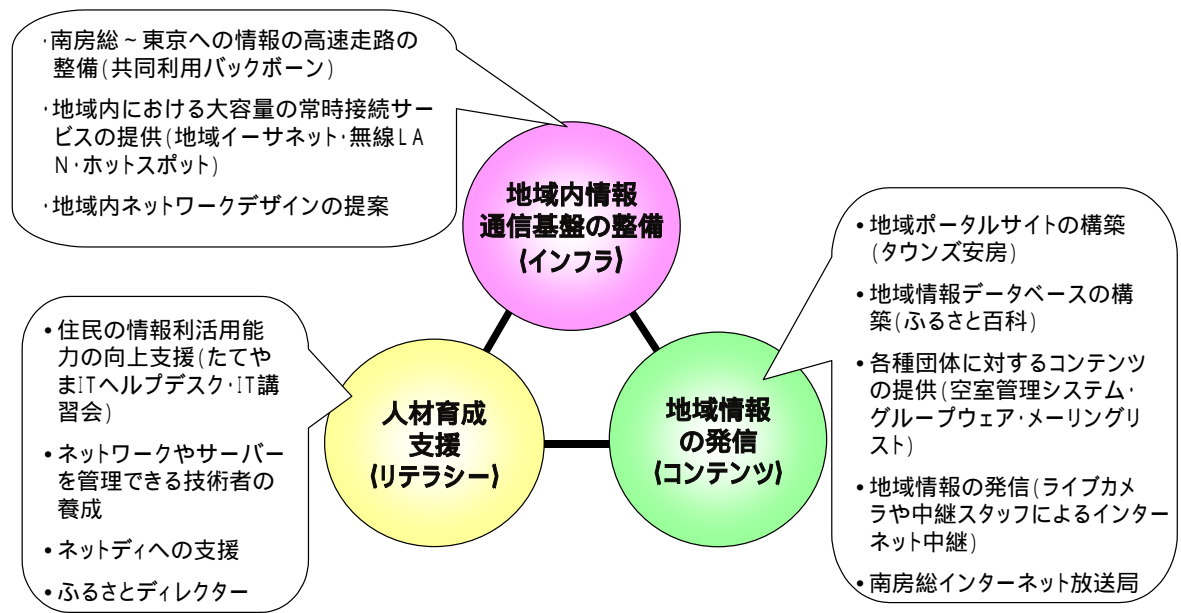 ・南房総～東京への情報の高速走路の
整備(共同利用バックボーン)
・地域内における大容量の常時接続サー
ビスの提供(地域イーサネット・無線LA
N・ホットスポット)
・地域内ネットワークデザインの提案
地域内情報
通信基盤の整備
(インフラ)
•住民の情報利活用能
力の向上支援(たてや
まITヘルプデスク・IT講
習会)
•ネットワークやサーバー
を管理できる技術者の
養成
•ネットディへの支援
•ふるさとディレクター
人材育成
支援
(リテラシー)
地域情報
の発信
(コンテンツ)
•地域ポータルサイトの構築
(タウンズ安房)
•地域情報データベースの構
築(ふるさと百科)
•各種団体に対するコンテンツ
の提供(空室管理システム・
グループウェア・メーリングリ
スト)
•地域情報の発信(ライブカメ
ラや中継スタッフによるインター
ネット中継)
•南房総インターネット放送局